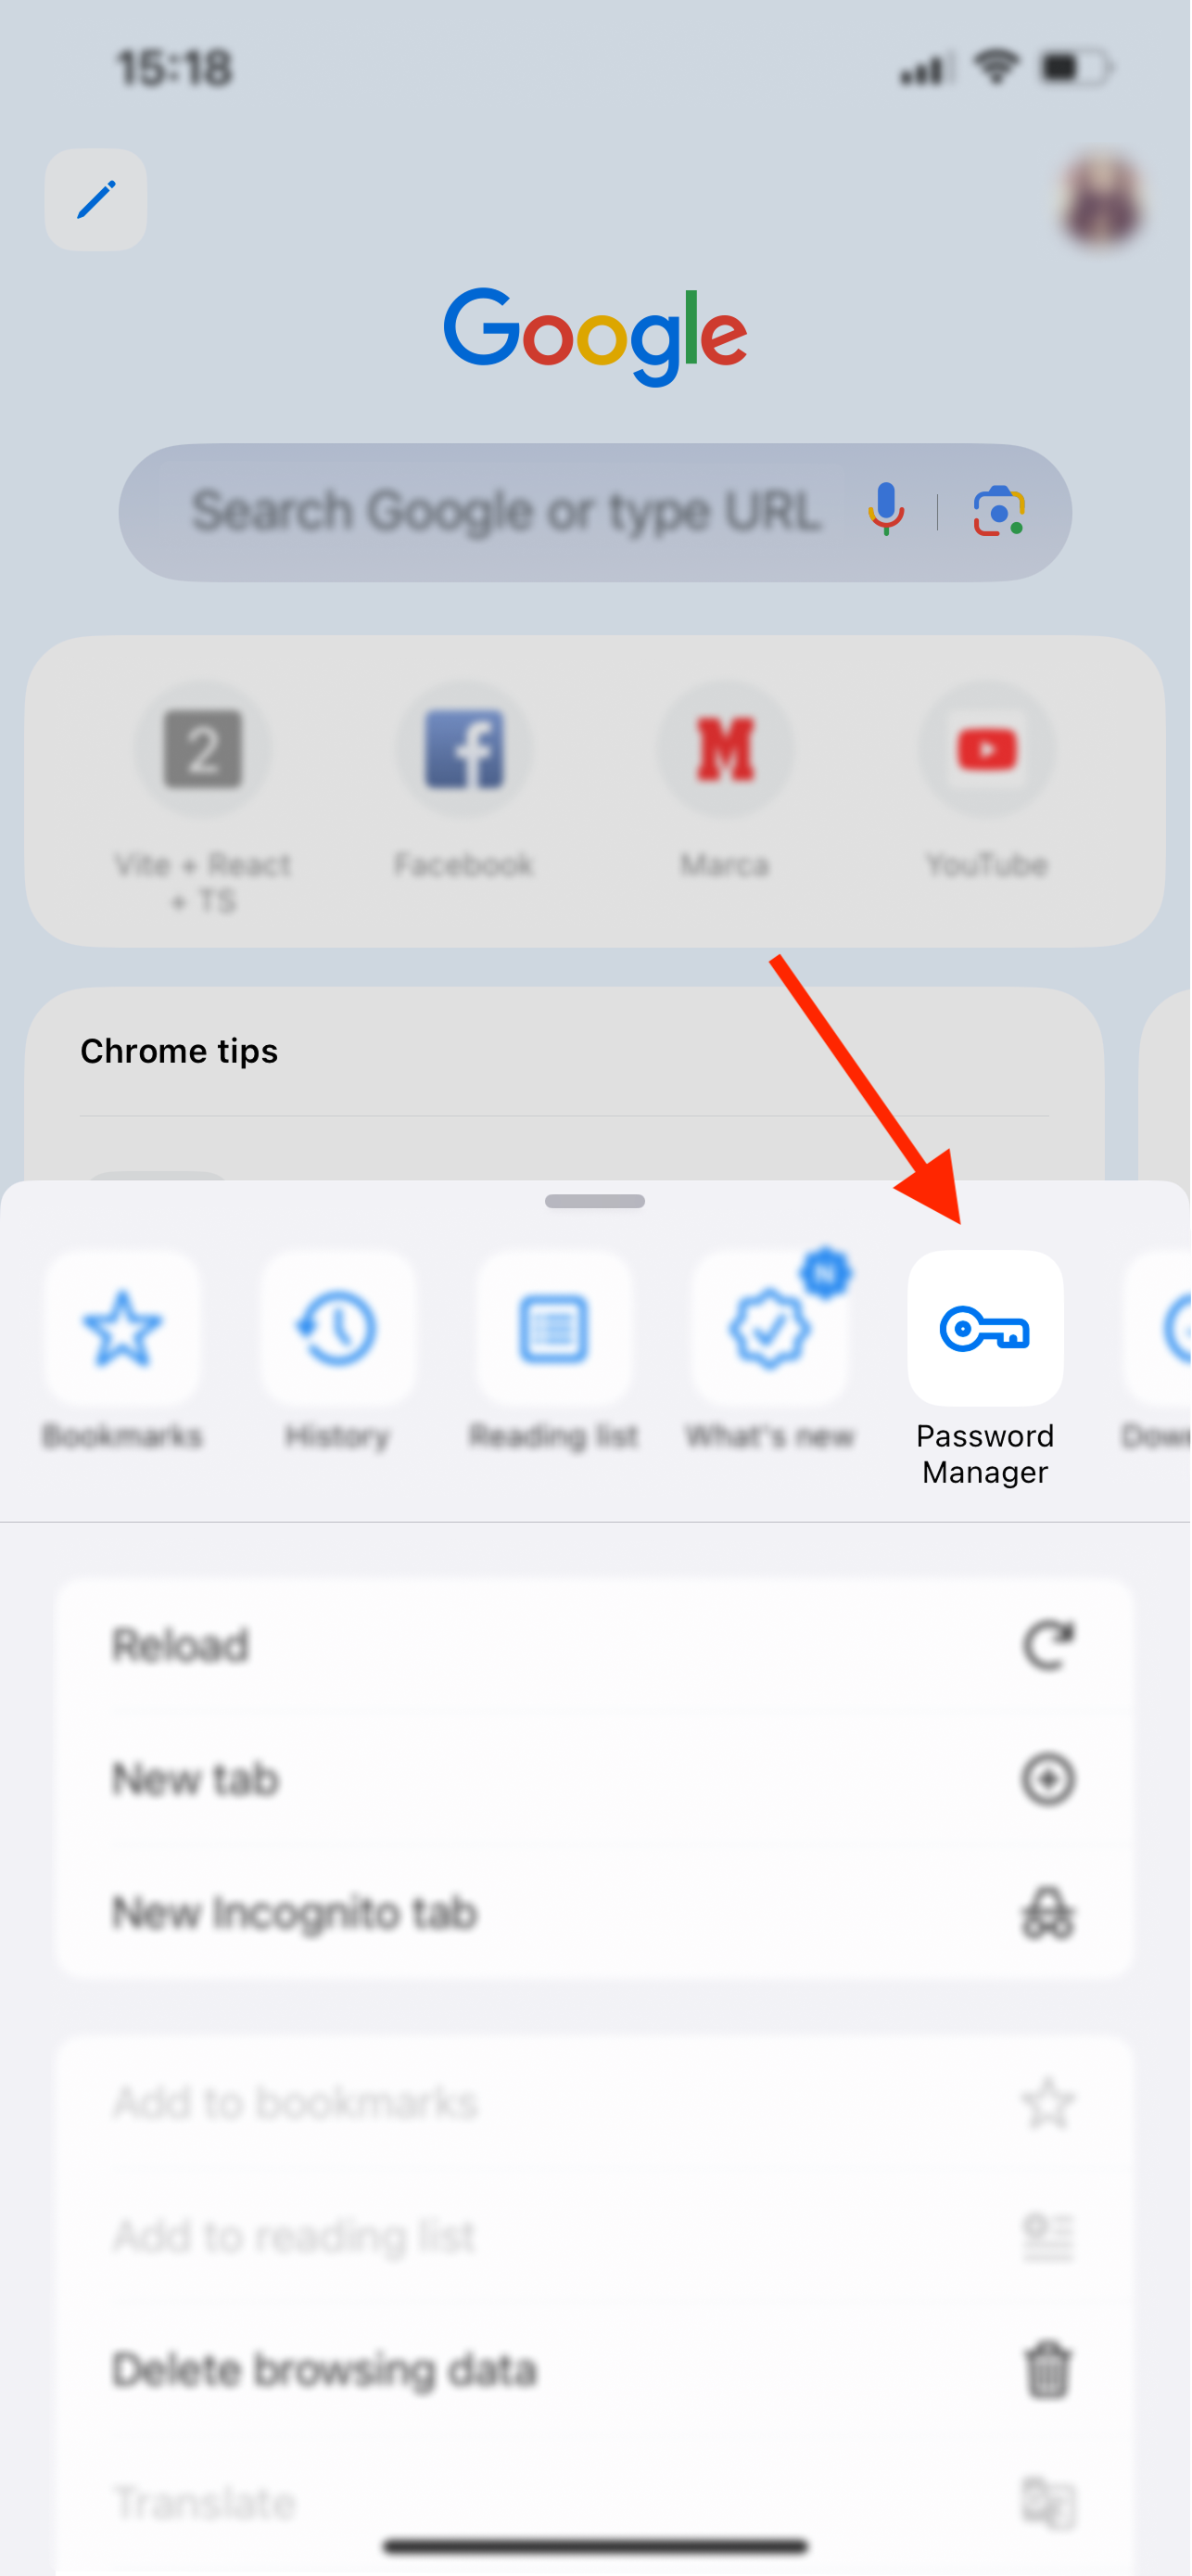 15:18
Google
Search Google or type URL
2
Vite + React
+ TS
Facebook
M
Marca
YouTube
Chrome tips
N
Bookmarks
History
Reading list
What's new
Password
Manager
Reload
New tab
New Incognito tab
Add to bookmarks
Add to reading list
Delete browsing data
Translate